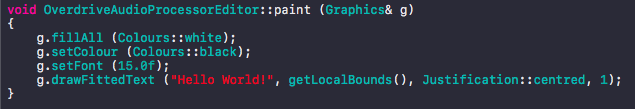 void OverdriveAudioProcessorEditor::paint (Graphics& g)
{
    g.fillAll (Colours::white);
    g.setColour (Colours::black);
    g.setFont (15.0f);
    g.drawFittedText ("Hello World!", getLocalBounds(), Justification::centred, 1);
}